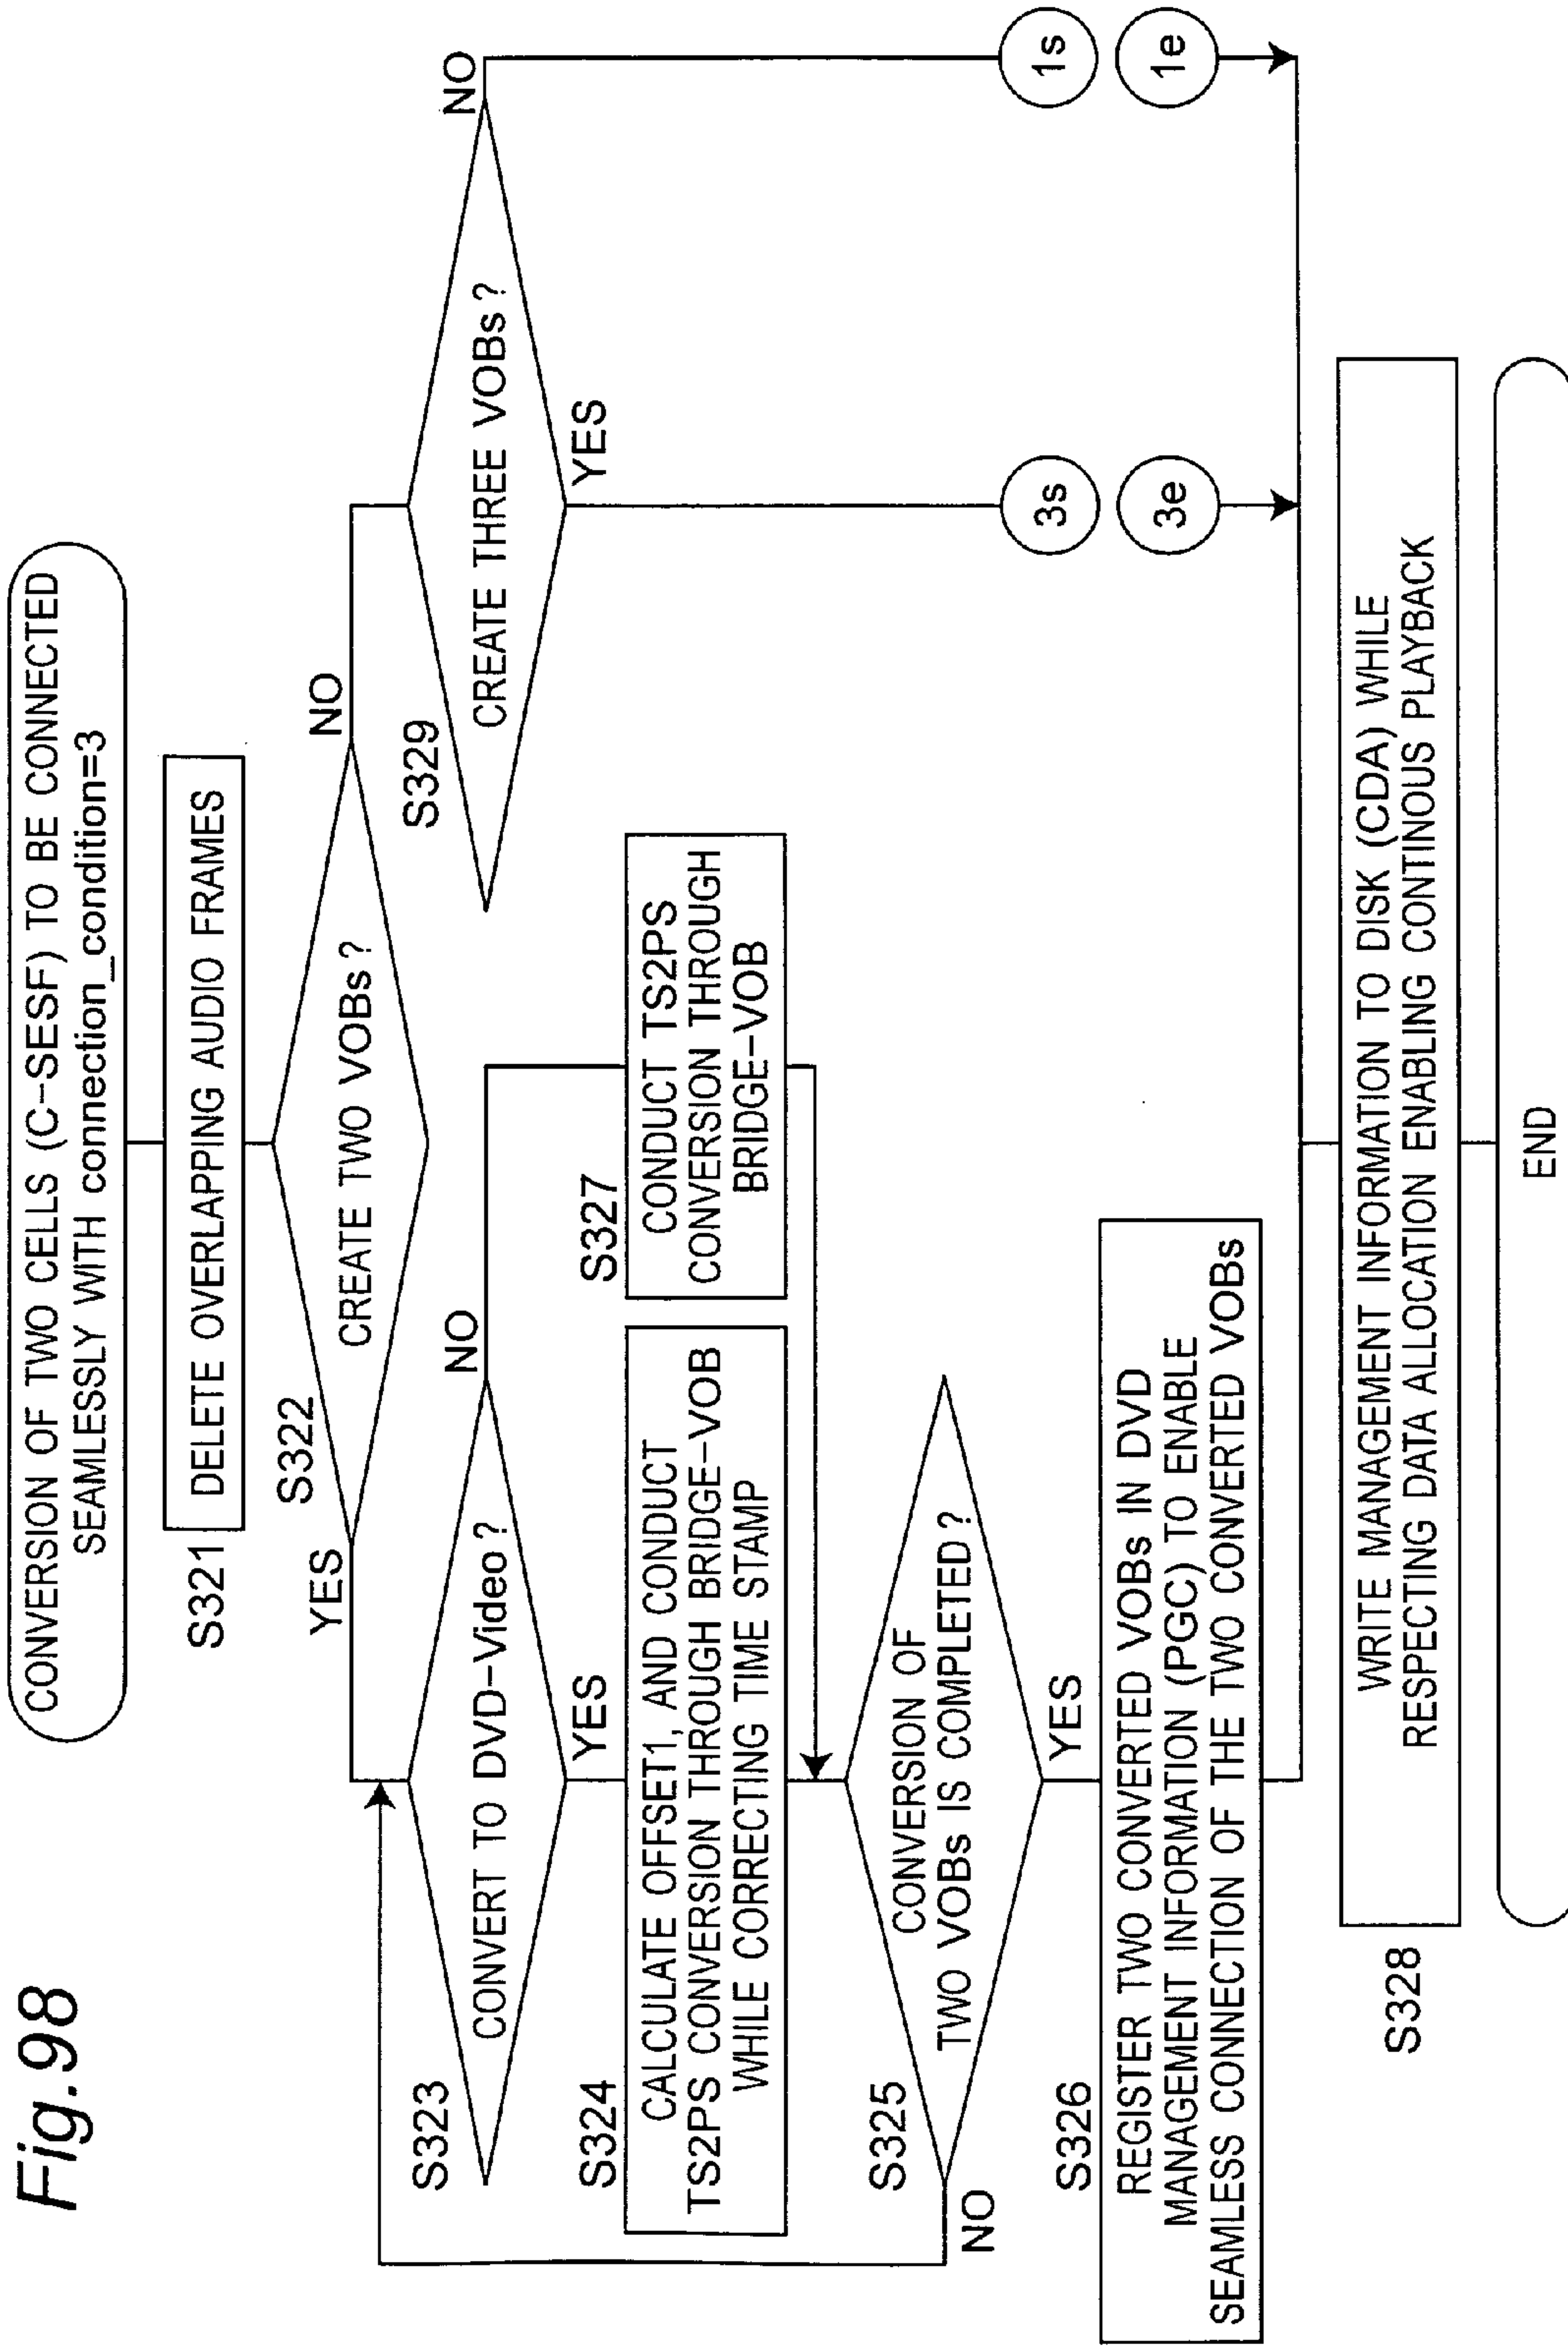 Fig.98
CONVERSION OF TWO CELLS (C-SESF) TO BE CONNECTED
SEAMLESSLY WITH connection_condition=3
S321
DELETE OVERLAPPING AUDIO FRAMES
S322
CREATE TWO VOBs?
YES
NO
S323
CONVERT TO DVD-Video?
NO
YES
S324
CALCULATE OFFSET1, AND CONDUCT
TS2PS CONVERSION THROUGH BRIDGE-VOB
WHILE CORRECTING TIME STAMP
S327
CONDUCT TS2PS
CONVERSION THROUGH
BRIDGE-VOB
S325
CONVERSION OF
TWO VOBs IS COMPLETED?
NO
YES
S326
REGISTER TWO CONVERTED VOBs IN DVD
MANAGEMENT INFORMATION (PGC) TO ENABLE
SEAMLESS CONNECTION OF THE TWO CONVERTED VOBs
S329
CREATE THREE VOBs?
NO
YES
3s
3e
1s
1e
S328
WRITE MANAGEMENT INFORMATION TO DISK (CDA) WHILE
RESPECTING DATA ALLOCATION ENABLING CONTINOUS PLAYBACK
END